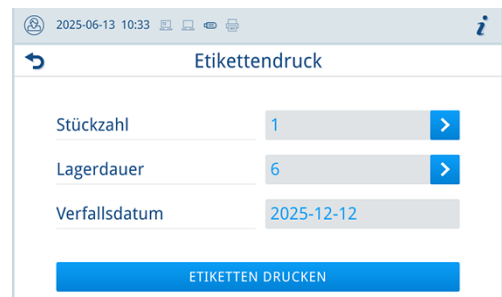 2025-06-13 10:33
i
Etikettendruck
Stückzahl 1
Lagerdauer 6
Verfallsdatum 2025-12-12
ETIKETTEN DRUCKEN